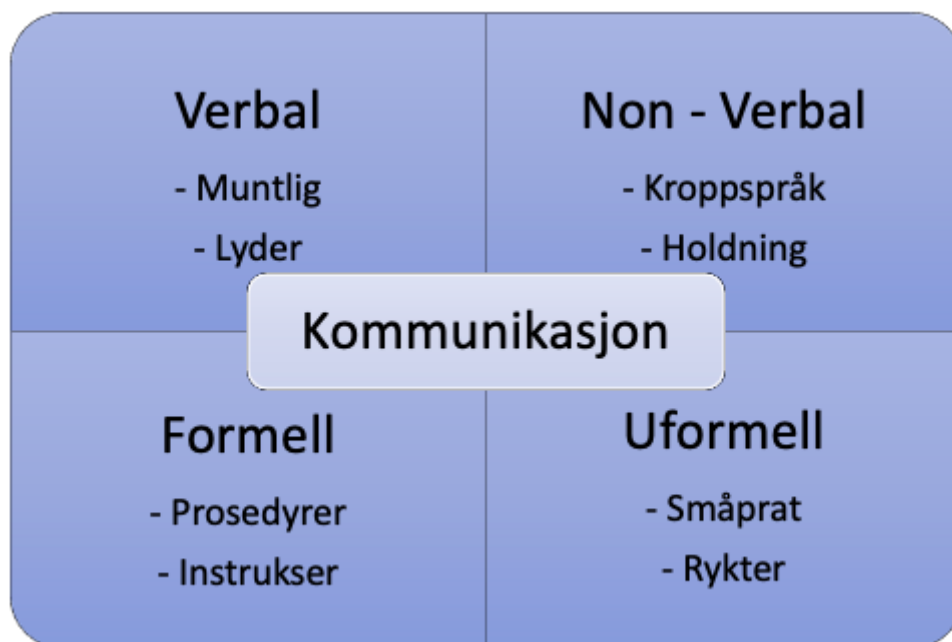 Verbal
- Muntlig
- Lyder
Non - Verbal
- Kroppspråk
- Holdning
Kommunikasjon
Formell
- Prosedyrer
- Instrukser
Uformell
- Småprat
- Rykter